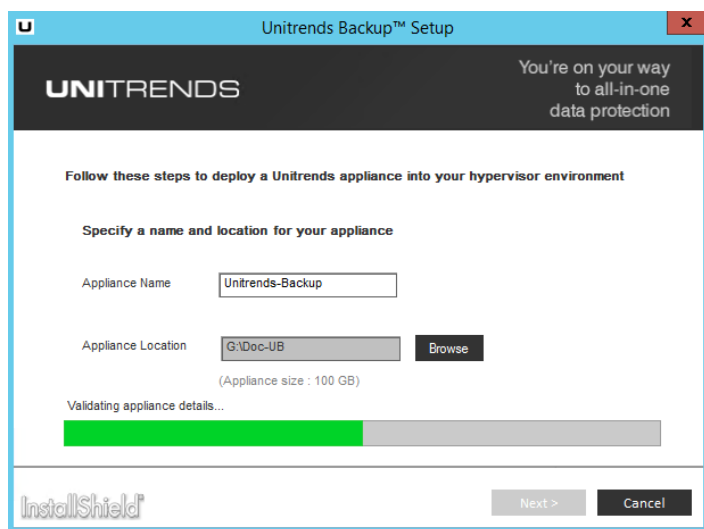 U
Unitrends Backup™ Setup
x
UNITRENDS
You're on your way
to all-in-one
data protection
Follow these steps to deploy a Unitrends appliance into your hypervisor environment
Specify a name and location for your appliance
Appliance Name
Unitrends-Backup
Appliance Location
G:\Doc-UB
Browse
(Appliance size : 100 GB)
Validating appliance details...
InstallShield™
Next >
Cancel